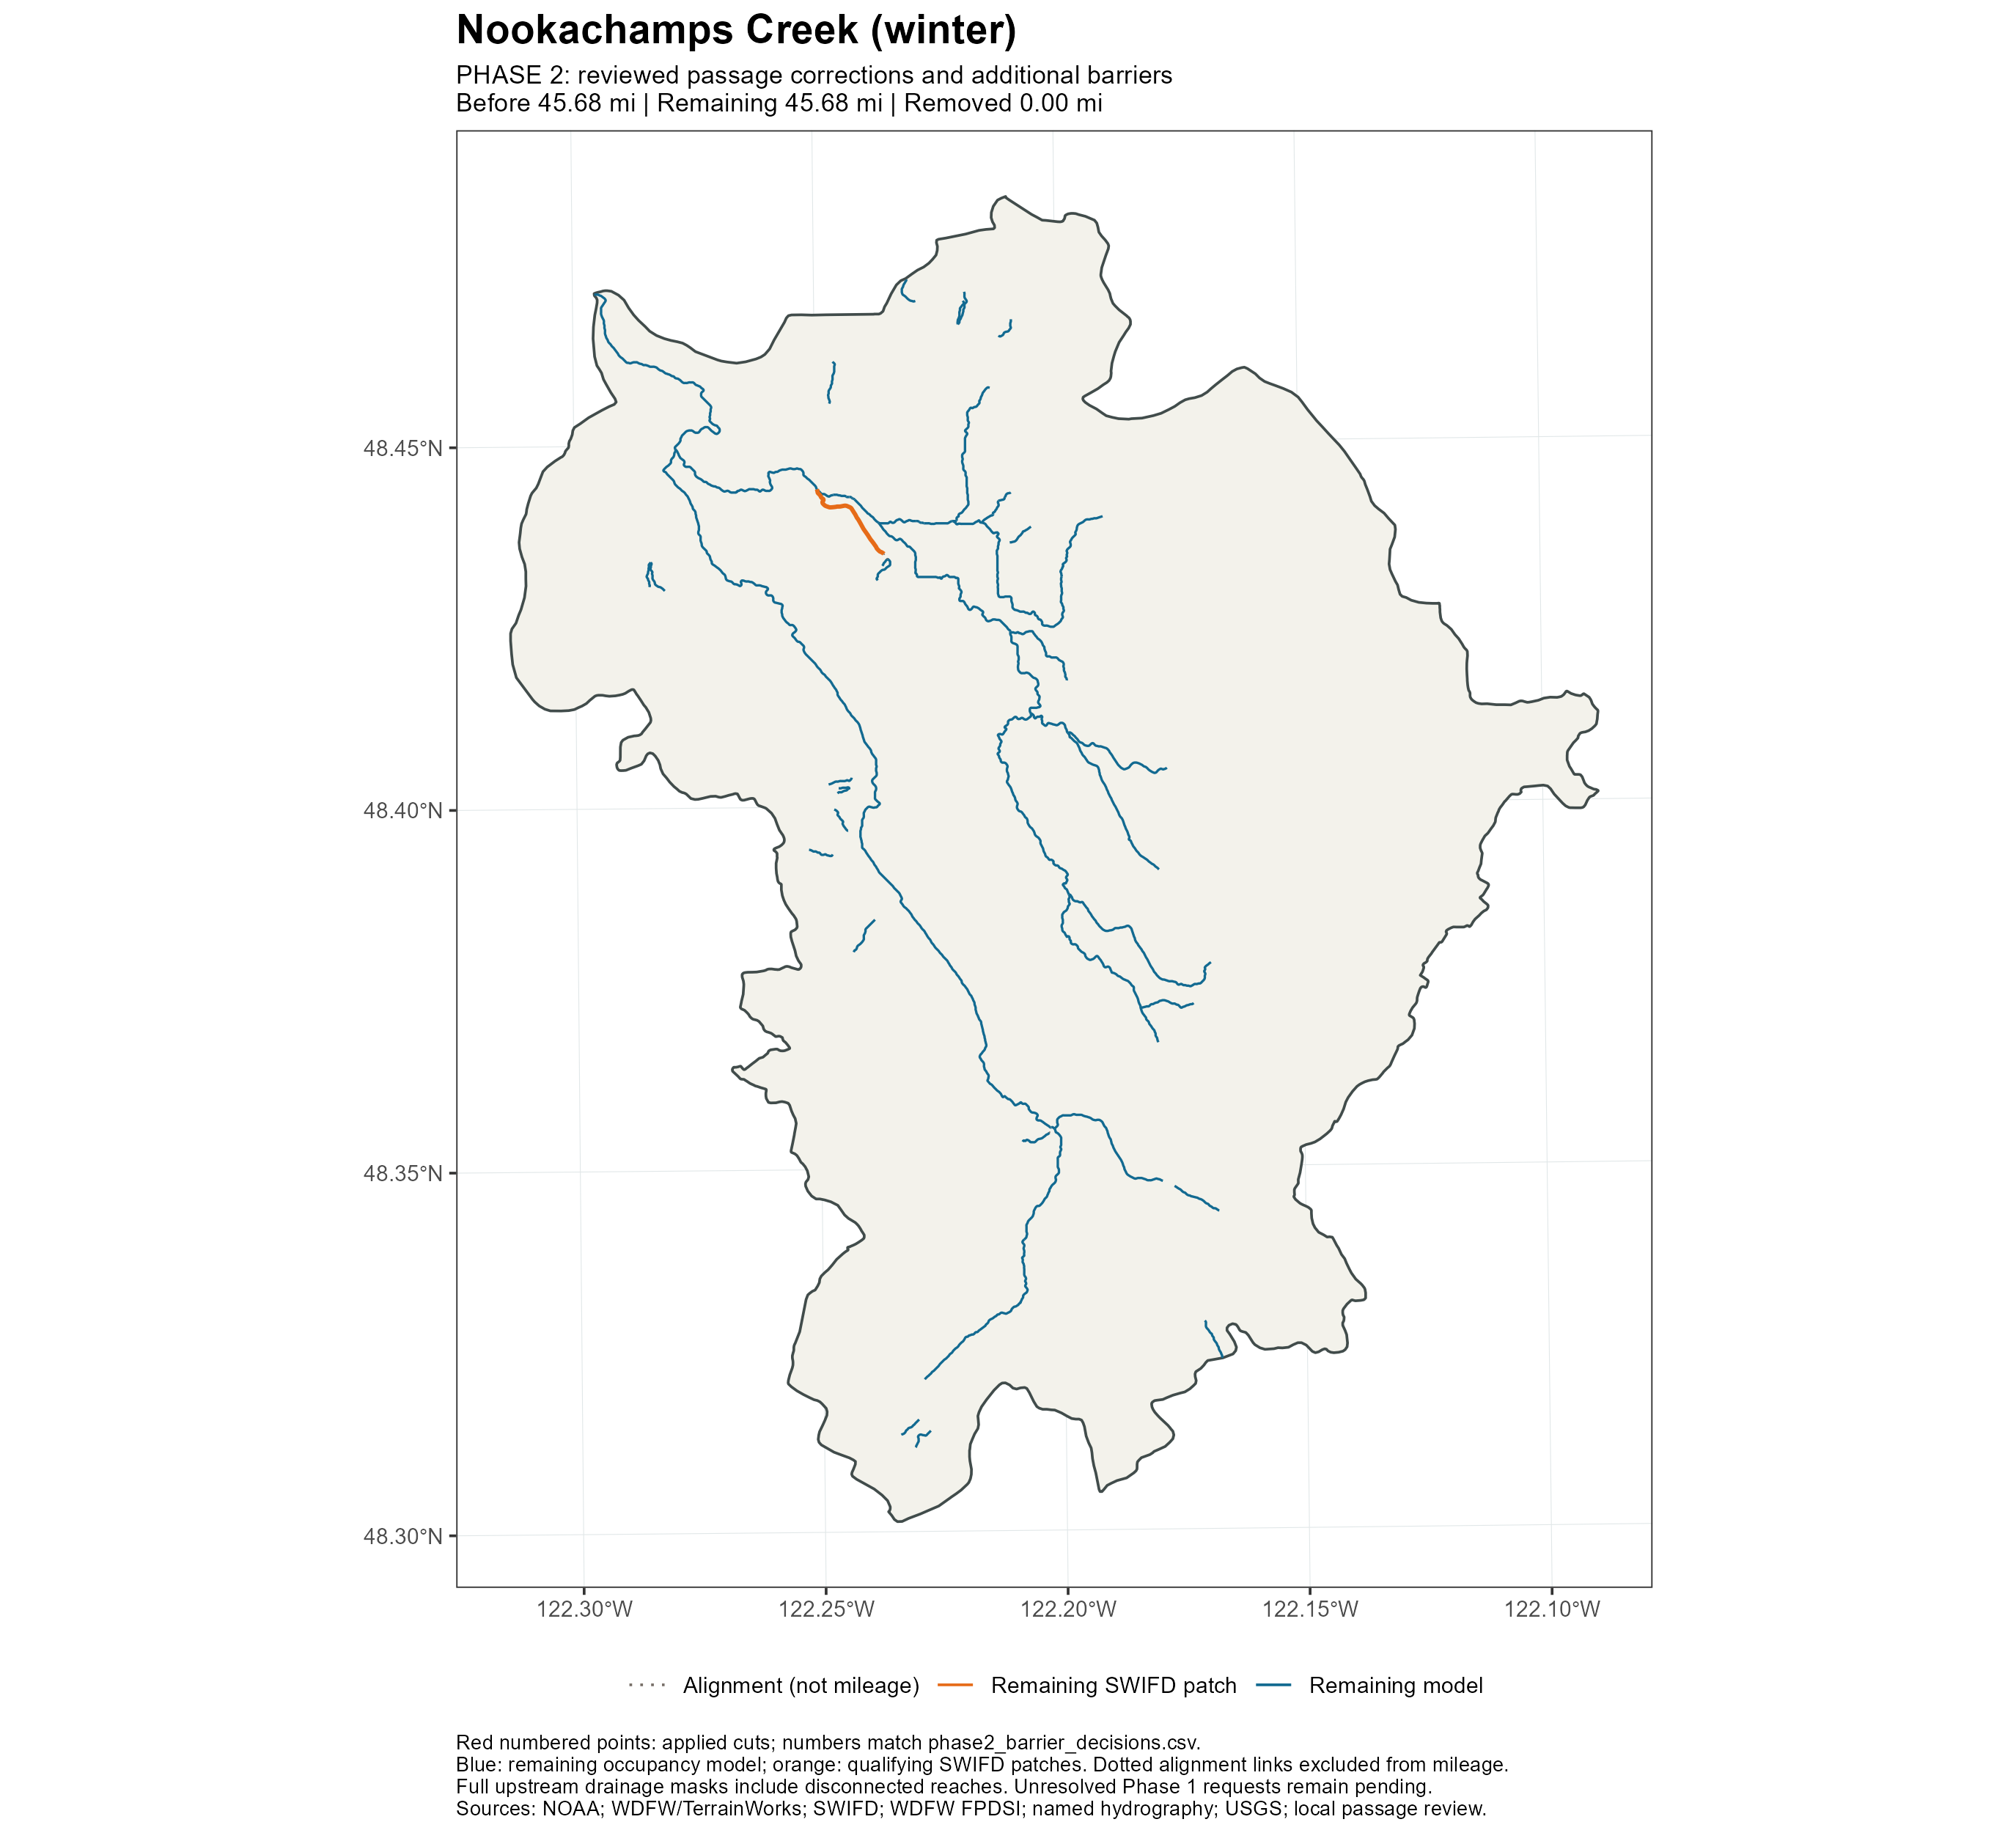 Nookachamps Creek (winter)
PHASE 2: reviewed passage corrections and additional barriers
Before 45.68 mi | Remaining 45.68 mi | Removed 0.00 mi
48.45°N
48.40°N
48.35°N
48.30°N
122.30°W 122.25°W 122.20°W 122.15°W 122.10°W
Alignment (not mileage) Remaining SWIFD patch Remaining model
Red numbered points: applied cuts; numbers match phase2_barrier_decisions.csv.
Blue: remaining occupancy model; orange: qualifying SWIFD patches. Dotted alignment links excluded from mileage.
Full upstream drainage masks include disconnected reaches. Unresolved Phase 1 requests remain pending.
Sources: NOAA; WDFW/TerrainWorks; SWIFD; WDFW FPDSI; named hydrography; USGS; local passage review.